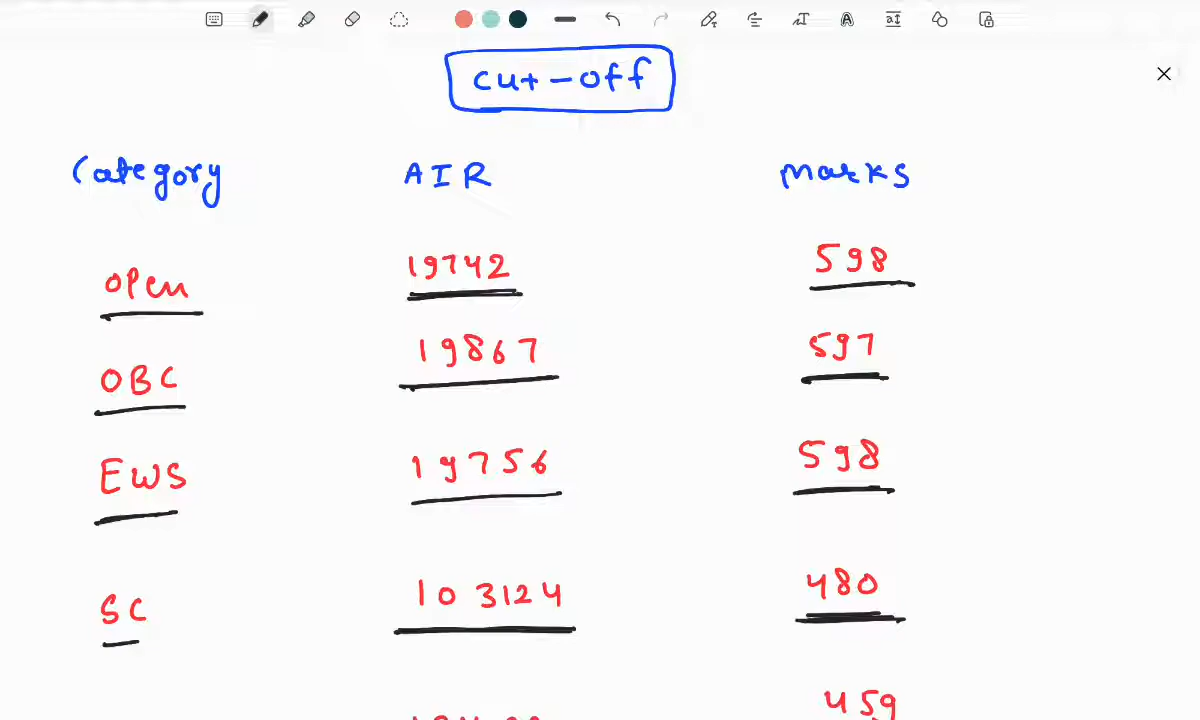 cut-off
Category AIR Marks
Open 19742 598
OBC 19867 597
EWS 19756 598
SC 103124 480
459